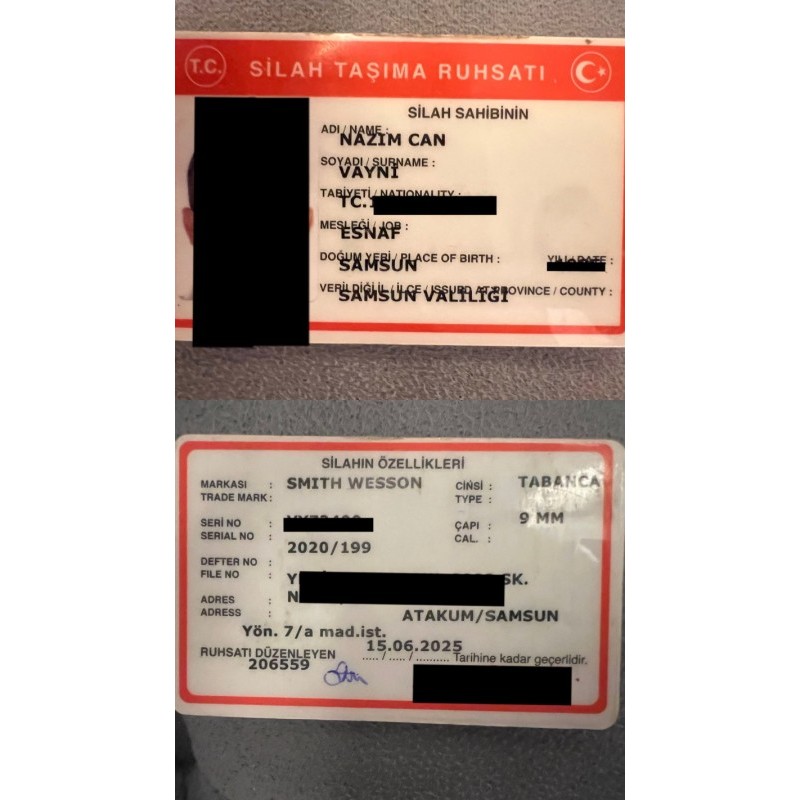 T.C. SİLAH TAŞIMA RUHSATI
SİLAH SAHİBİNİN
ADI / NAME :
NAZIM CAN
SOYADI / SURNAME :
VAYNİ
TABİYETİ / NATIONALITY :
TC.
MESLEĞİ / JOB :
ESNAF
DOĞUM YERİ / PLACE OF BIRTH : YILI / DATE :
SAMSUN
VERİLDİĞİ İL / İLÇE / ISSURD AT PROVINCE / COUNTY :
SAMSUN VALİLİĞİ
SİLAHIN ÖZELLİKLERİ
MARKASI : SMITH WESSON CİNSİ : TABANCA
TRADE MARK : TYPE :
SERİ NO : ÇAPI : 9 MM
SERIAL NO : CAL. :
2020/199
DEFTER NO :
FILE NO :
SK.
ADRES :
ADRESS :
ATAKUM/SAMSUN
Yön. 7/a mad.ist.
RUHSATI DÜZENLEYEN 15.06.2025
206559 ..... / ..... / .......... Tarihine kadar geçerlidir.